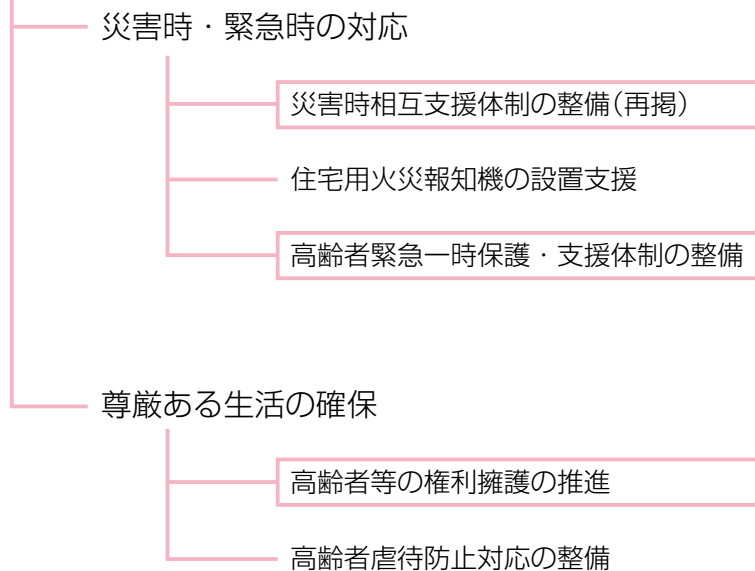 災害時・緊急時の対応
災害時相互支援体制の整備(再掲)
住宅用火災報知機の設置支援
高齢者緊急一時保護・支援体制の整備
尊厳ある生活の確保
高齢者等の権利擁護の推進
高齢者虐待防止対応の整備